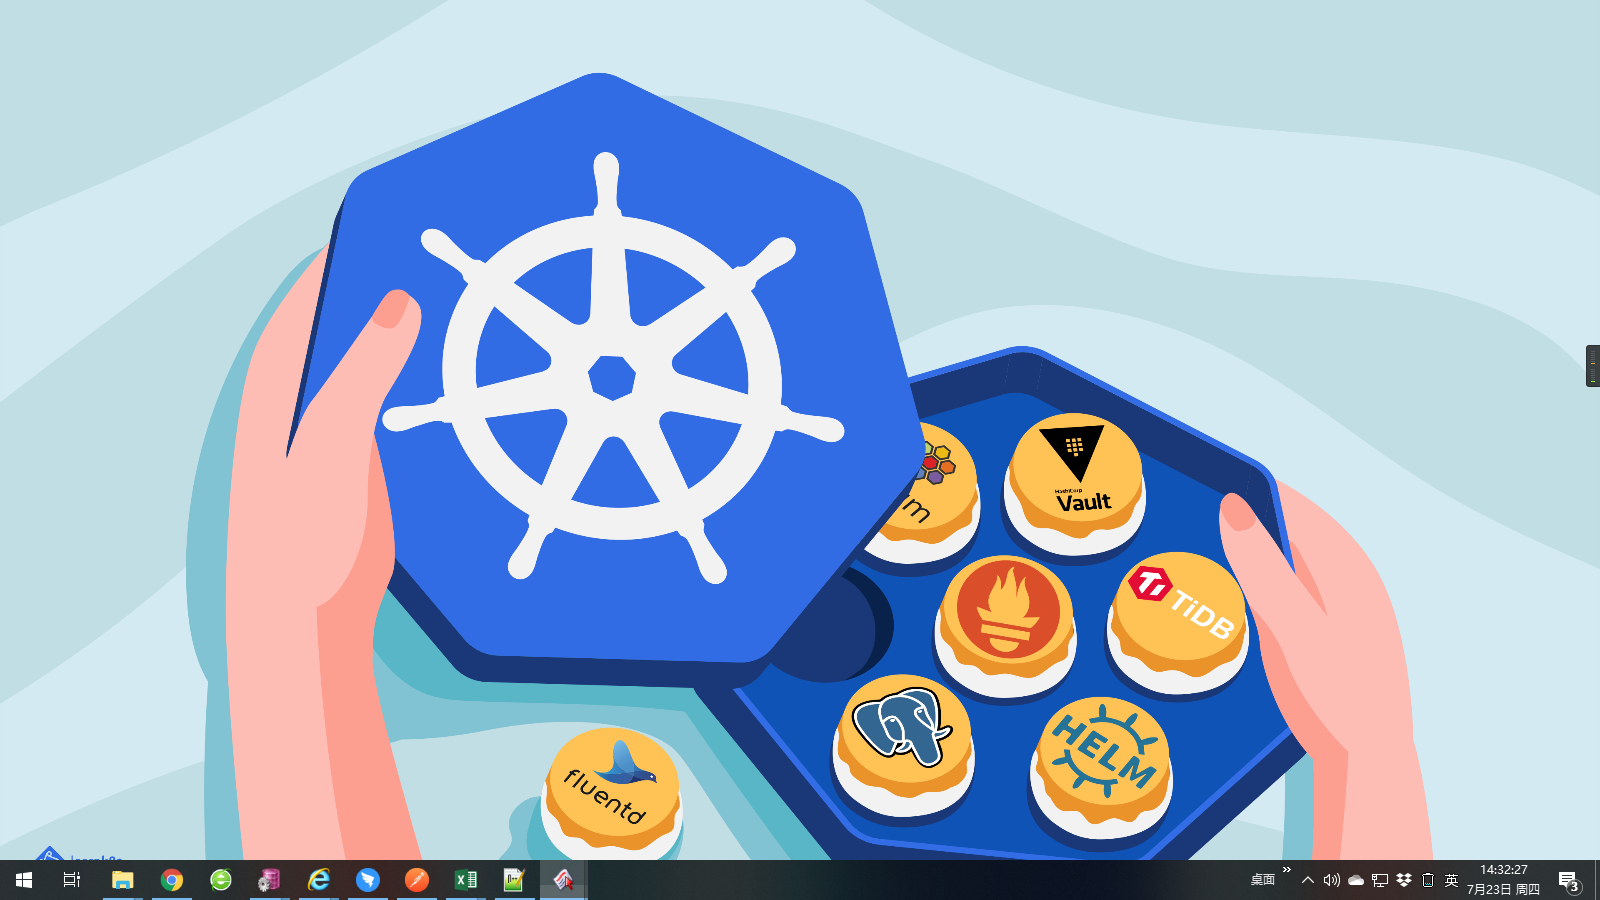 m
HashiCorp
Vault
TiDB
HELM
fluentd
桌面
英
14:32:27
7月23日 周四
3